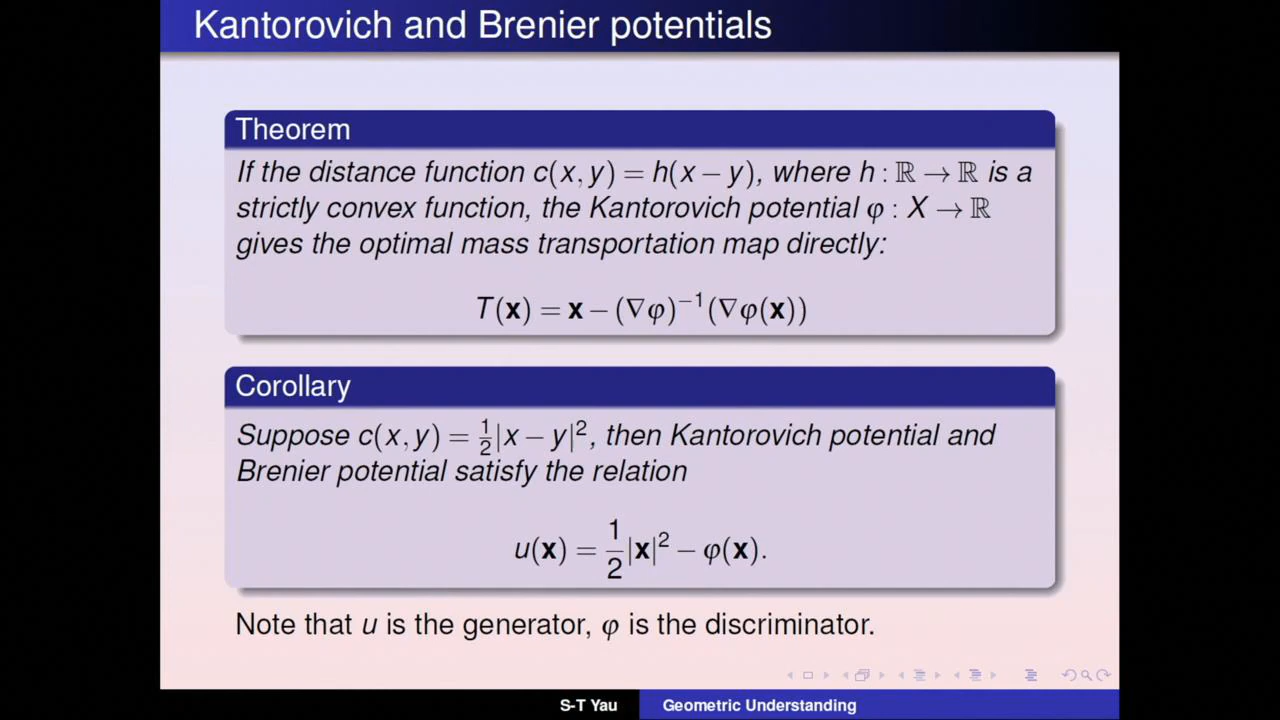 Kantorovich and Brenier potentials
Theorem
If the distance function c(x, y) = h(x − y), where h : ℝ → ℝ is a
strictly convex function, the Kantorovich potential φ : X → ℝ
gives the optimal mass transportation map directly:
T(x) = x − (∇φ)⁻¹(∇φ(x))
Corollary
Suppose c(x, y) = ½|x − y|², then Kantorovich potential and
Brenier potential satisfy the relation
u(x) = ½|x|² − φ(x).
Note that u is the generator, φ is the discriminator.
S-T Yau Geometric Understanding